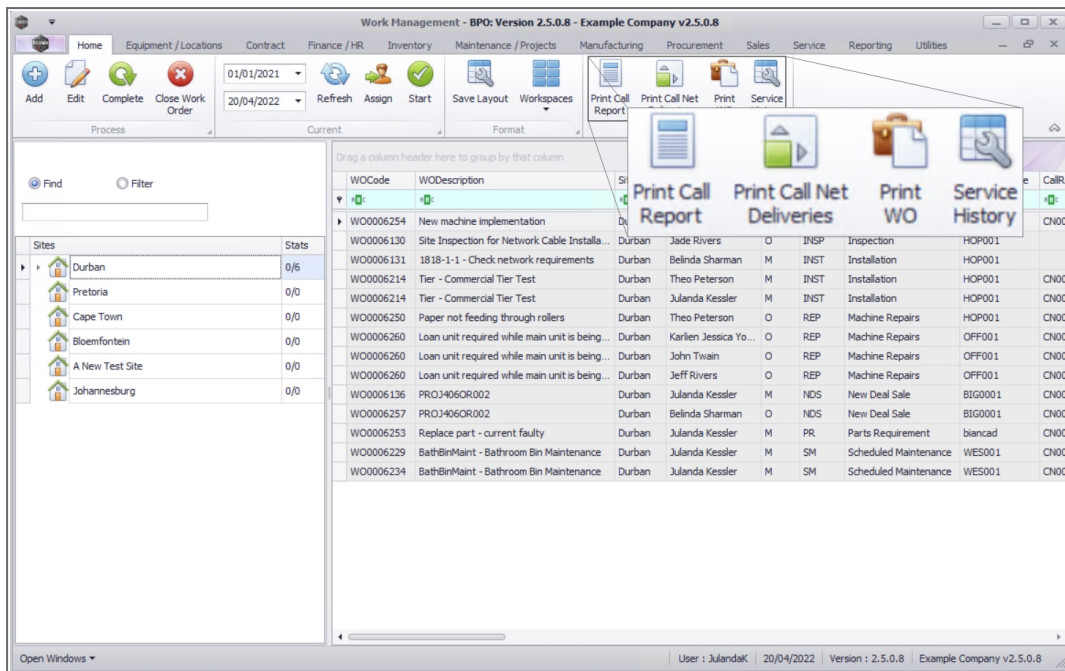 Work Management - BPO: Version 2.5.0.8 - Example Company v2.5.0.8
Home Equipment / Locations Contract Finance / HR Inventory Maintenance / Projects Manufacturing Procurement Sales Service Reporting Utilities
Add Edit Complete Close Work Order
01/01/2021
20/04/2022
Refresh Assign Start Save Layout Workspaces
Print Call Report Print Call Net Print Service
Process Current Format
Print Call Report
Print Call Net Deliveries
Print WO
Service History
Drag a column header here to group by that column
Find Filter
WOCode WODescription CallR
WO0006254 New machine implementation CN00
WO0006130 Site Inspection for Network Cable Installa... Durban Jade Rivers O INSP Inspection HOP001
WO0006131 1818-1-1 - Check network requirements Durban Belinda Sharman M INST Installation HOP001
WO0006214 Tier - Commercial Tier Test Durban Theo Peterson M INST Installation HOP001 CN00
WO0006214 Tier - Commercial Tier Test Durban Julanda Kessler M INST Installation HOP001 CN00
WO0006250 Paper not feeding through rollers Durban Theo Peterson O REP Machine Repairs HOP001 CN00
WO0006260 Loan unit required while main unit is being... Durban Karlien Jessica Yo... O REP Machine Repairs OFF001 CN00
WO0006260 Loan unit required while main unit is being... Durban John Twain O REP Machine Repairs OFF001 CN00
WO0006260 Loan unit required while main unit is being... Durban Jeff Rivers O REP Machine Repairs OFF001 CN00
WO0006136 PROJ406OR002 Durban Julanda Kessler M NDS New Deal Sale BIG0001 CN00
WO0006257 PROJ406OR002 Durban Belinda Sharman O NDS New Deal Sale BIG0001 CN00
WO0006253 Replace part - current faulty Durban Julanda Kessler M PR Parts Requirement biancad CN00
WO0006229 BathBinMaint - Bathroom Bin Maintenance Durban Julanda Kessler M SM Scheduled Maintenance WES001 CN00
WO0006234 BathBinMaint - Bathroom Bin Maintenance Durban Julanda Kessler M SM Scheduled Maintenance WES001 CN00
Sites Stats
Durban 0/6
Pretoria 0/0
Cape Town 0/0
Bloemfontein 0/0
A New Test Site 0/0
Johannesburg 0/0
Open Windows User : JulandaK 20/04/2022 Version : 2.5.0.8 Example Company v2.5.0.8